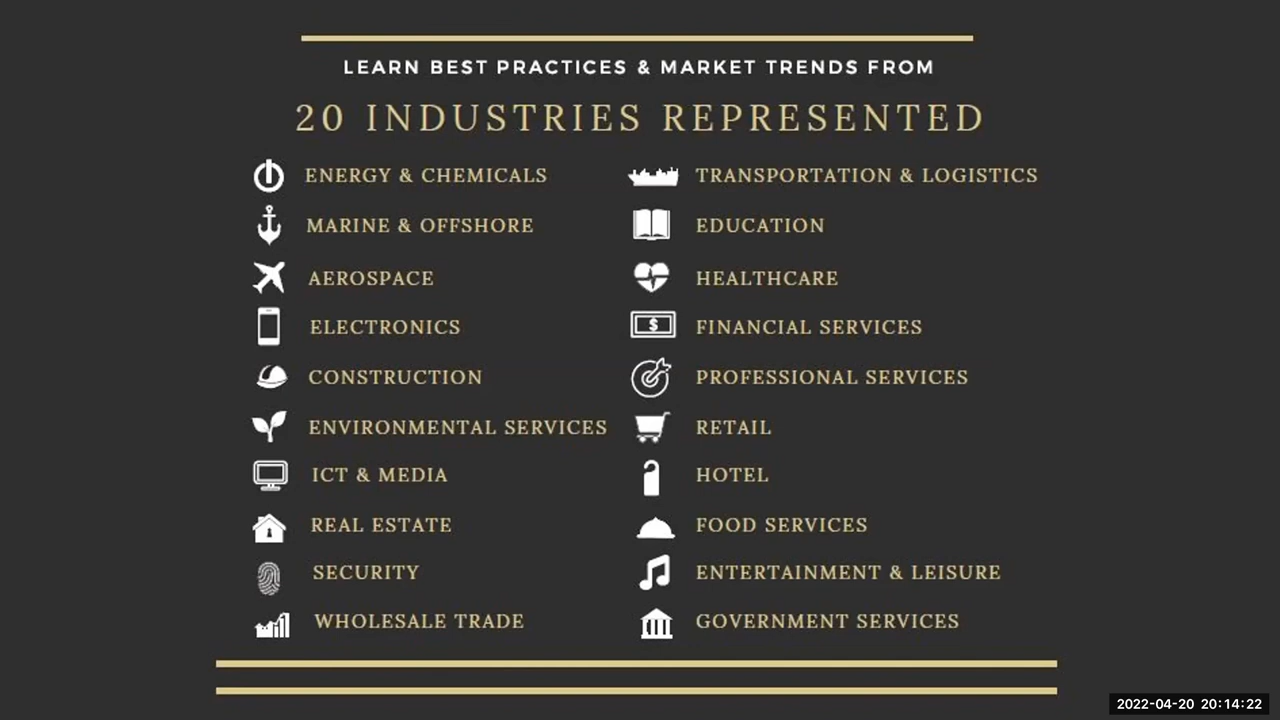 LEARN BEST PRACTICES & MARKET TRENDS FROM
20 INDUSTRIES REPRESENTED
ENERGY & CHEMICALS
MARINE & OFFSHORE
AEROSPACE
ELECTRONICS
CONSTRUCTION
ENVIRONMENTAL SERVICES
ICT & MEDIA
REAL ESTATE
SECURITY
WHOLESALE TRADE
TRANSPORTATION & LOGISTICS
EDUCATION
HEALTHCARE
$
FINANCIAL SERVICES
PROFESSIONAL SERVICES
RETAIL
HOTEL
FOOD SERVICES
ENTERTAINMENT & LEISURE
GOVERNMENT SERVICES
2022-04-20 20:14:22